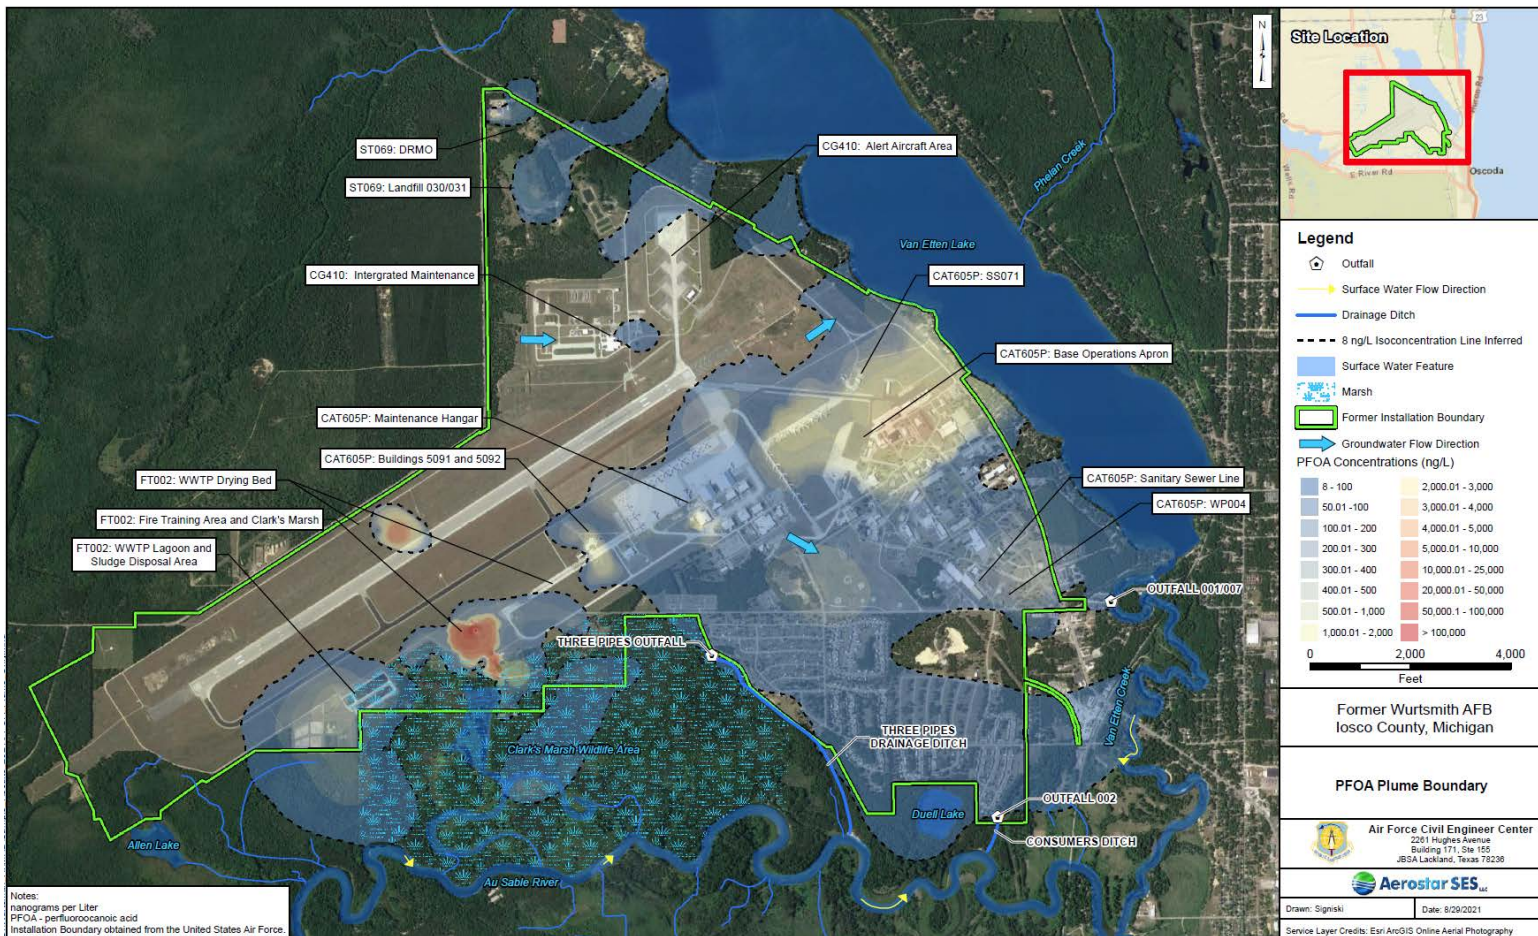 N
ST069: DRMO
CG410: Alert Aircraft Area
ST069: Landfill 030/031
Phelan Creek
Van Etten Lake
CG410: Intergrated Maintenance
CAT605P: SS071
CAT605P: Base Operations Apron
CAT605P: Maintenance Hangar
CAT605P: Buildings 5091 and 5092
FT002: WWTP Drying Bed
CAT605P: Sanitary Sewer Line
CAT605P: WP004
FT002: Fire Training Area and Clark's Marsh
FT002: WWTP Lagoon and
Sludge Disposal Area
OUTFALL 001/007
THREE PIPES OUTFALL
Van Etten Creek
THREE PIPES
DRAINAGE DITCH
Clark's Marsh Wildlife Area
OUTFALL 002
Duell Lake
CONSUMERS DITCH
Allen Lake
Au Sable River
Notes:
nanograms per Liter
PFOA - perfluoroocanoic acid
Installation Boundary obtained from the United States Air Force.
Site Location
23
Huron Rd
E River Rd
Oscoda
Legend
Outfall
Surface Water Flow Direction
Drainage Ditch
8 ng/L Isoconcentration Line Inferred
Surface Water Feature
Marsh
Former Installation Boundary
Groundwater Flow Direction
PFOA Concentrations (ng/L)
8 - 100
50.01 -100
100.01 - 200
200.01 - 300
300.01 - 400
400.01 - 500
500.01 - 1,000
1,000.01 - 2,000
2,000.01 - 3,000
3,000.01 - 4,000
4,000.01 - 5,000
5,000.01 - 10,000
10,000.01 - 25,000
20,000.01 - 50,000
50,000.1 - 100,000
> 100,000
0 2,000 4,000
Feet
Former Wurtsmith AFB
Iosco County, Michigan
PFOA Plume Boundary
Air Force Civil Engineer Center
2261 Hughes Avenue
Building 171, Ste 155
JBSA Lackland, Texas 78236
Aerostar SES LLC
Drawn: Signiski
Date: 8/29/2021
Service Layer Credits: Esri ArcGIS Online Aerial Photography